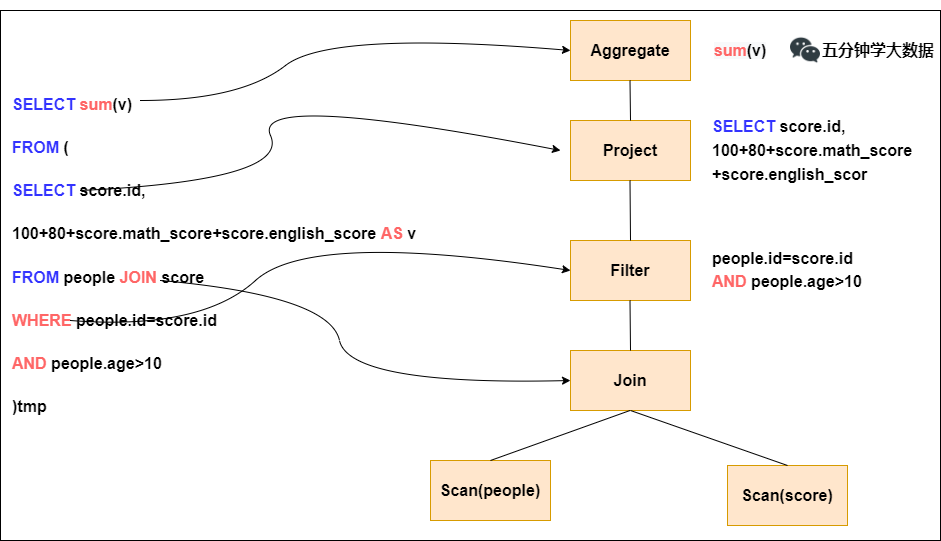 SELECT sum(v)
FROM (
SELECT score.id,
100+80+score.math_score+score.english_score AS v
FROM people JOIN score
WHERE people.id=score.id
AND people.age>10
)tmp
Aggregate
sum(v)
五分钟学大数据
Project
SELECT score.id,
100+80+score.math_score
+score.english_scor
Filter
people.id=score.id
AND people.age>10
Join
Scan(people)
Scan(score)